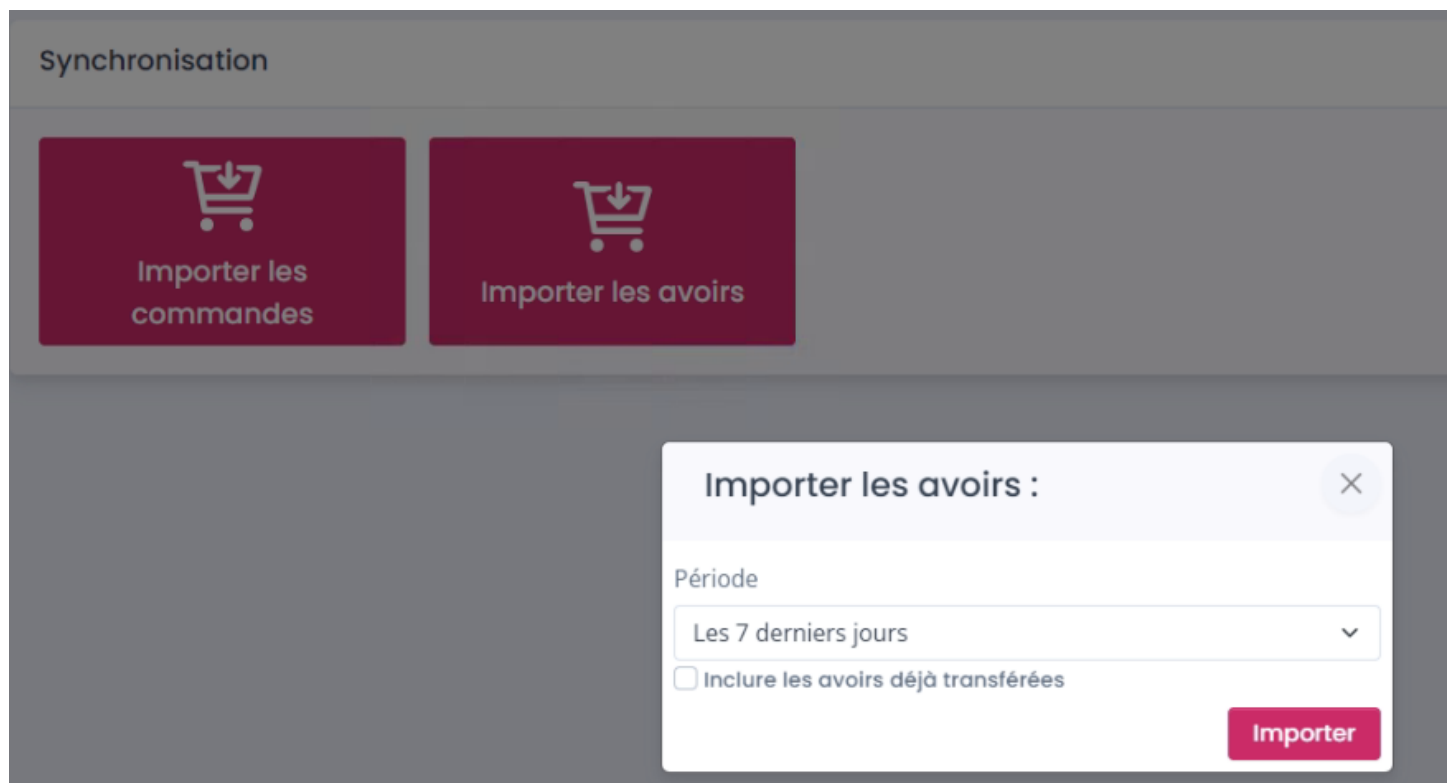 Synchronisation
Importer les
commandes
Importer les avoirs
Importer les avoirs :
Période
Les 7 derniers jours
Inclure les avoirs déjà transférées
Importer